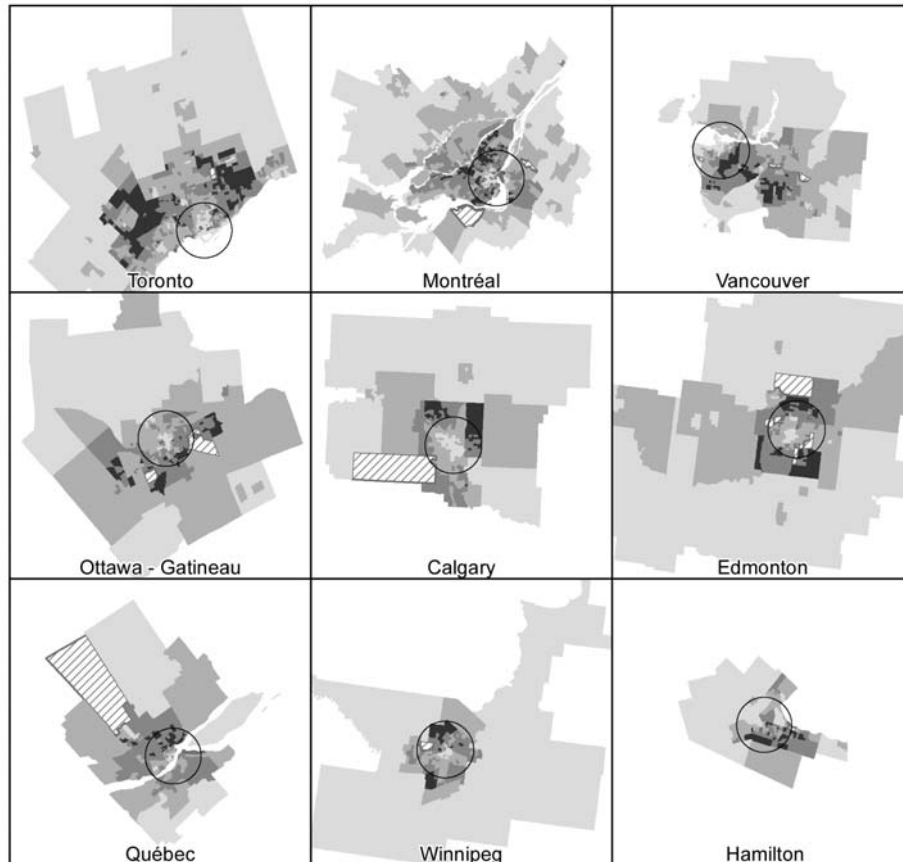 Toronto
Montréal
Vancouver
Ottawa - Gatineau
Calgary
Edmonton
Québec
Winnipeg
Hamilton